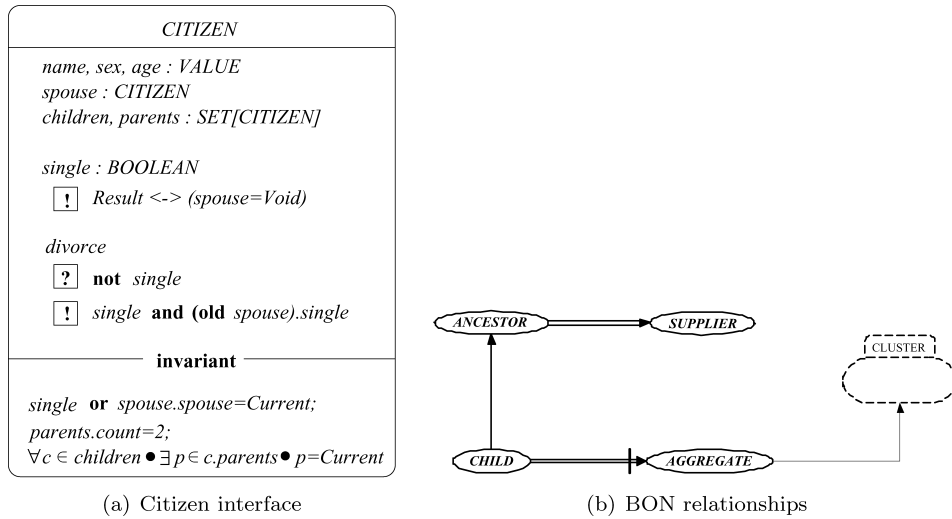 CITIZEN
name, sex, age : VALUE
spouse : CITIZEN
children, parents : SET[CITIZEN]
single : BOOLEAN
! Result <-> (spouse=Void)
divorce
? not single
! single and (old spouse).single
invariant
single or spouse.spouse=Current;
parents.count=2;
∀c ∈ children ● ∃ p ∈ c.parents ● p=Current
(a) Citizen interface
ANCESTOR
SUPPLIER
CLUSTER
CHILD
AGGREGATE
(b) BON relationships